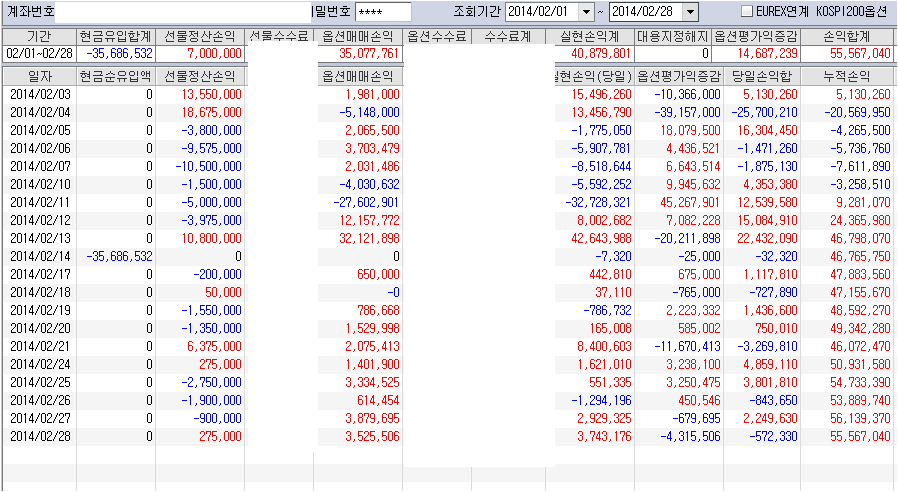 계좌번호 밀번호 **** 조회기간 2014/02/01 ~ 2014/02/28 EUREX연계 KOSPI200옵션
기간 현금유입합계 선물정산손익 선물수수료 옵션매매손익 옵션수수료 수수료계 실현손익계 대용지정해지 옵션평가익증감 손익합계
02/01~02/28 -35,686,532 7,000,000 35,077,761 40,879,801 0 14,687,239 55,567,040
일자 현금순유입액 선물정산손익 옵션매매손익 실현손익(당일) 옵션평가익증감 당일손익합 누적손익
2014/02/03 0 13,550,000 1,981,000 15,496,260 -10,366,000 5,130,260 5,130,260
2014/02/04 0 18,675,000 -5,148,000 13,456,790 -39,157,000 -25,700,210 -20,569,950
2014/02/05 0 -3,800,000 2,065,500 -1,775,050 18,079,500 16,304,450 -4,265,500
2014/02/06 0 -9,575,000 3,703,479 -5,907,781 4,436,521 -1,471,260 -5,736,760
2014/02/07 0 -10,500,000 2,031,486 -8,518,644 6,643,514 -1,875,130 -7,611,890
2014/02/10 0 -1,500,000 -4,030,632 -5,592,252 9,945,632 4,353,380 -3,258,510
2014/02/11 0 -5,000,000 -27,602,901 -32,728,321 45,267,901 12,539,580 9,281,070
2014/02/12 0 -3,975,000 12,157,772 8,002,682 7,082,228 15,084,910 24,365,980
2014/02/13 0 10,800,000 32,121,898 42,643,988 -20,211,898 22,432,090 46,798,070
2014/02/14 -35,686,532 0 0 -7,320 -25,000 -32,320 46,765,750
2014/02/17 0 -200,000 650,000 442,810 675,000 1,117,810 47,883,560
2014/02/18 0 50,000 -0 37,110 -765,000 -727,890 47,155,670
2014/02/19 0 -1,550,000 786,668 -786,732 2,223,332 1,436,600 48,592,270
2014/02/20 0 -1,350,000 1,529,998 165,008 585,002 750,010 49,342,280
2014/02/21 0 6,375,000 2,075,413 8,400,603 -11,670,413 -3,269,810 46,072,470
2014/02/24 0 275,000 1,401,900 1,621,010 3,238,100 4,859,110 50,931,580
2014/02/25 0 -2,750,000 3,334,525 551,335 3,250,475 3,801,810 54,733,390
2014/02/26 0 -1,900,000 614,454 -1,294,196 450,546 -843,650 53,889,740
2014/02/27 0 -900,000 3,879,695 2,929,325 -679,695 2,249,630 56,139,370
2014/02/28 0 275,000 3,525,506 3,743,176 -4,315,506 -572,330 55,567,040